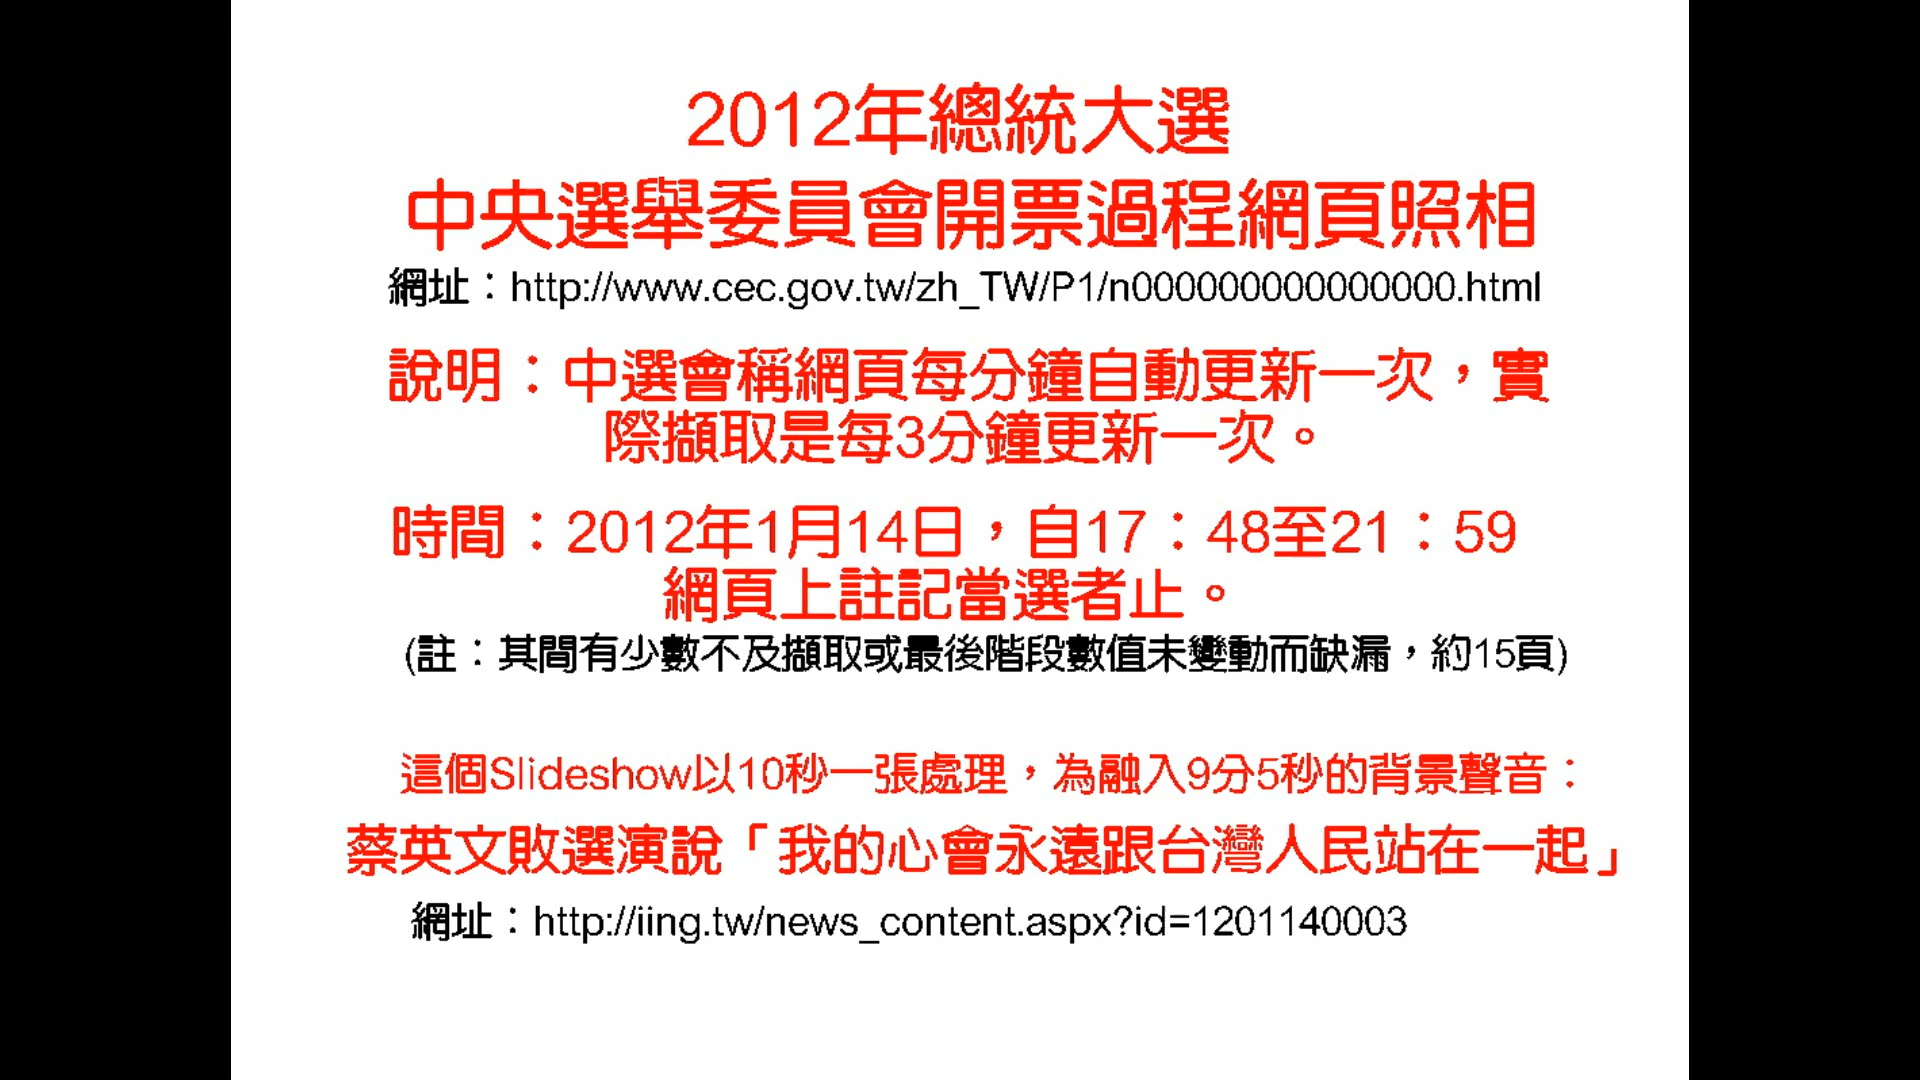 2012年總統大選
中央選舉委員會開票過程網頁照相
網址：http://www.cec.gov.tw/zh_TW/P1/n000000000000000.html
說明：中選會稱網頁每分鐘自動更新一次，實
際擷取是每3分鐘更新一次。
時間：2012年1月14日，自17：48至21：59
網頁上註記當選者止。
(註：其間有少數不及擷取或最後階段數值未變動而缺漏，約15頁)
這個Slideshow以10秒一張處理，為融入9分5秒的背景聲音：
蔡英文敗選演說「我的心會永遠跟台灣人民站在一起」
網址：http://iing.tw/news_content.aspx?id=1201140003